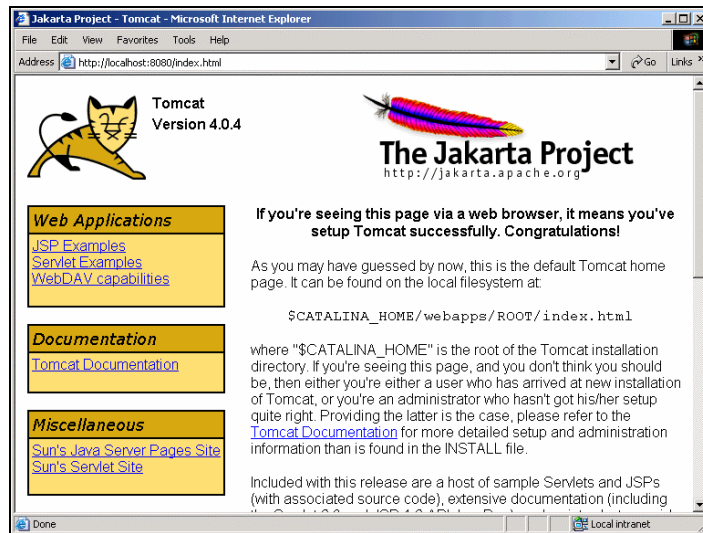 Jakarta Project - Tomcat - Microsoft Internet Explorer
File Edit View Favorites Tools Help
Address http://localhost:8080/index.html Go Links »
Tomcat
Version 4.0.4
The Jakarta Project
http://jakarta.apache.org
Web Applications
JSP Examples
Servlet Examples
WebDAV capabilities
Documentation
Tomcat Documentation
Miscellaneous
Sun's Java Server Pages Site
Sun's Servlet Site
If you're seeing this page via a web browser, it means you've
setup Tomcat successfully. Congratulations!
As you may have guessed by now, this is the default Tomcat home
page. It can be found on the local filesystem at:
$CATALINA_HOME/webapps/ROOT/index.html
where "$CATALINA_HOME" is the root of the Tomcat installation
directory. If you're seeing this page, and you don't think you should
be, then either you're either a user who has arrived at new installation
of Tomcat, or you're an administrator who hasn't got his/her setup
quite right. Providing the latter is the case, please refer to the
Tomcat Documentation for more detailed setup and administration
information than is found in the INSTALL file.
Included with this release are a host of sample Servlets and JSPs
(with associated source code), extensive documentation (including
Done Local intranet